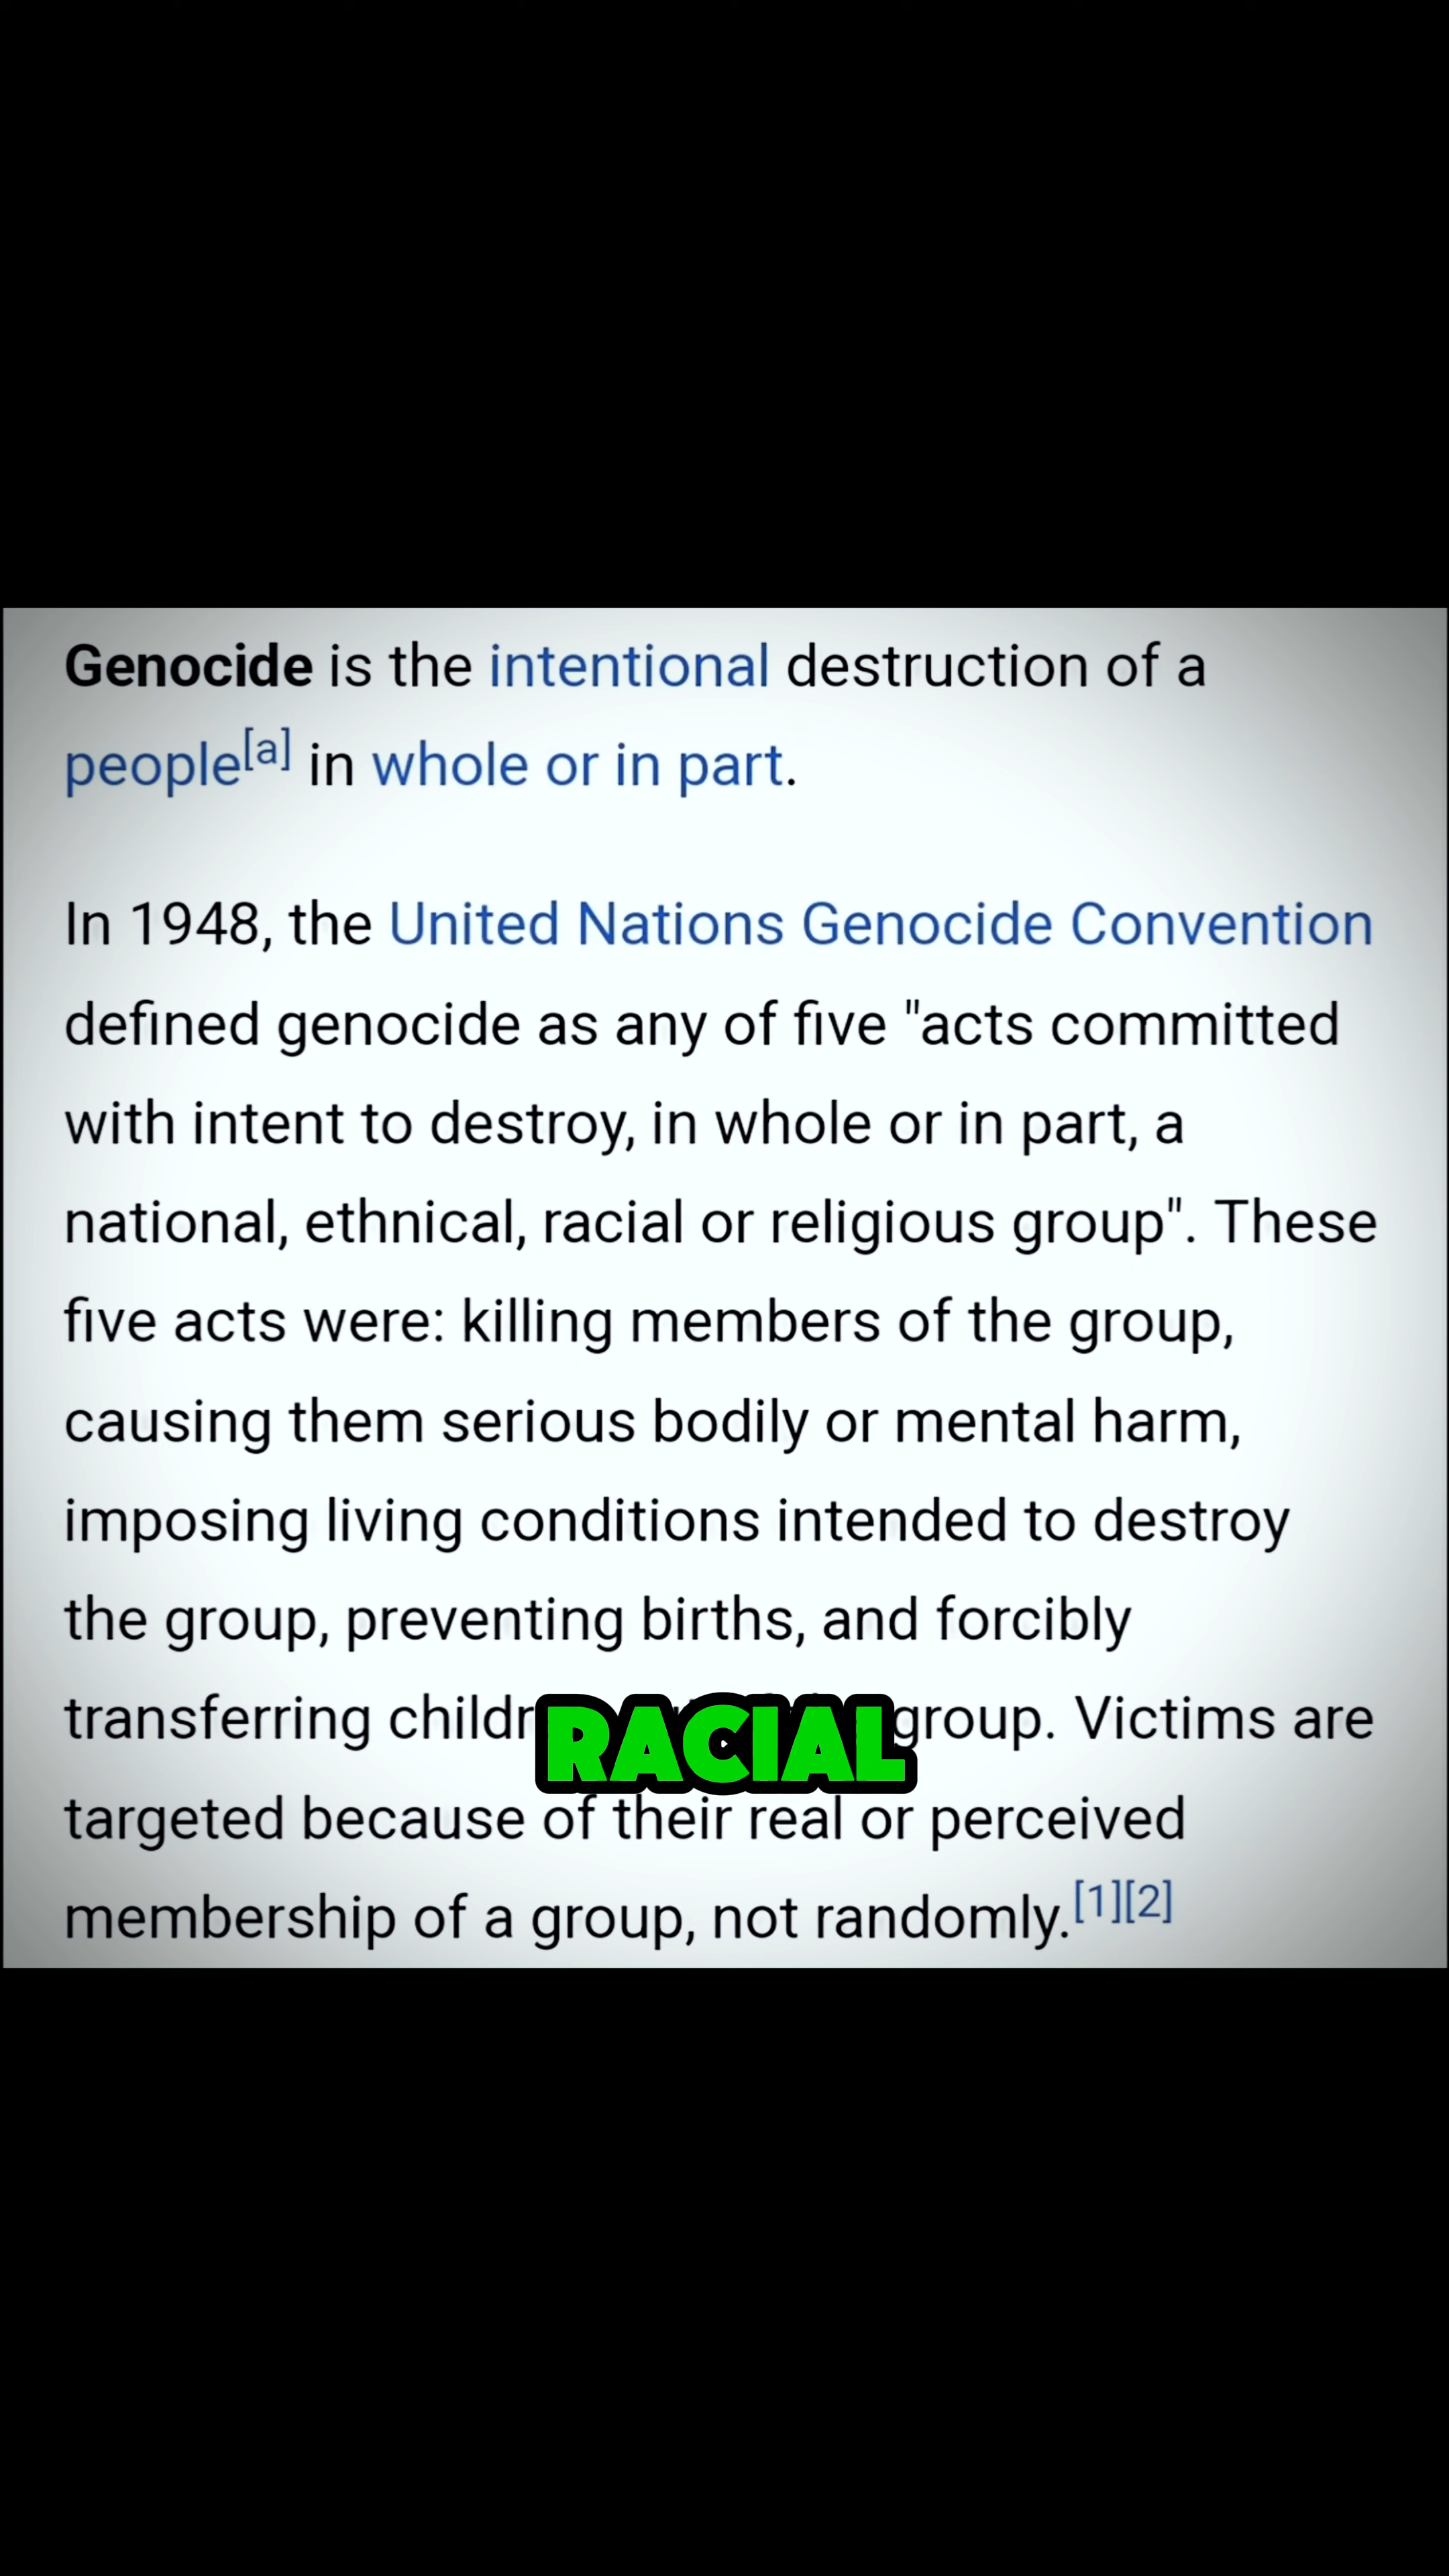 Genocide is the intentional destruction of a
people[a] in whole or in part.
In 1948, the United Nations Genocide Convention
defined genocide as any of five "acts committed
with intent to destroy, in whole or in part, a
national, ethnical, racial or religious group". These
five acts were: killing members of the group,
causing them serious bodily or mental harm,
imposing living conditions intended to destroy
the group, preventing births, and forcibly
transferring childr group. Victims are
RACIAL
targeted because of their real or perceived
membership of a group, not randomly.[1][2]